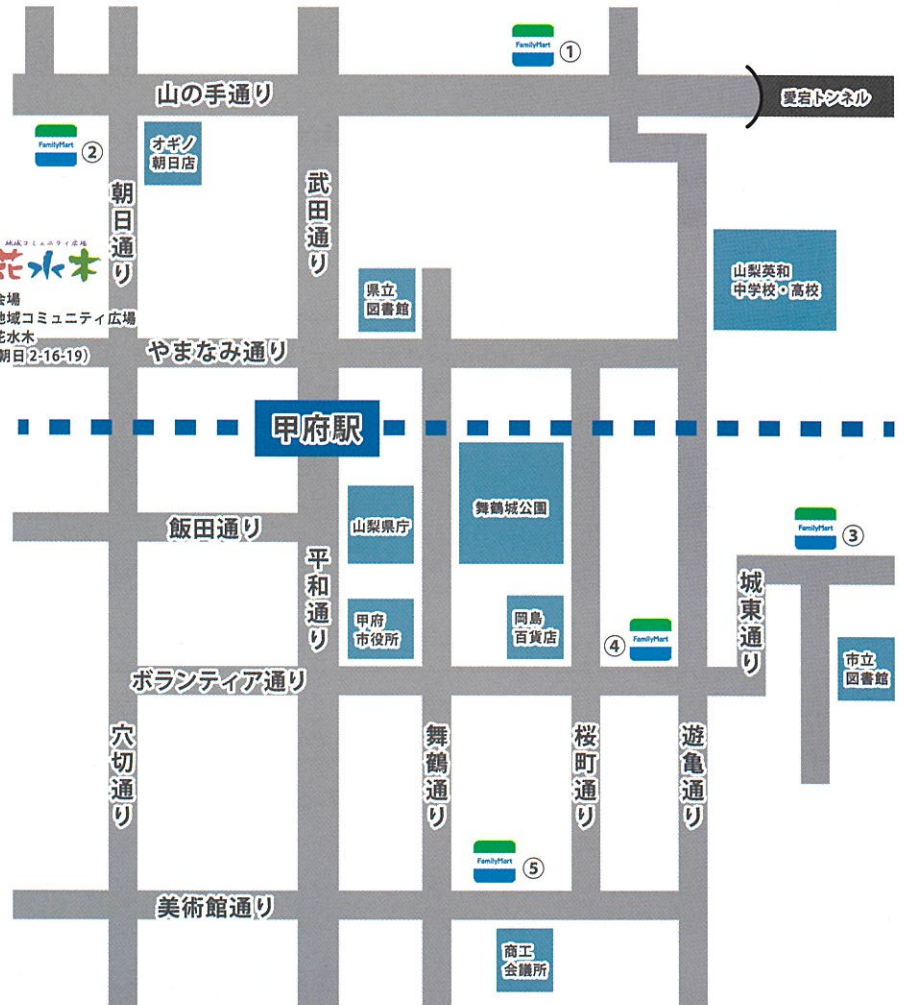 FamilyMart ①
山の手通り
愛宕トンネル
FamilyMart ②
オギノ
朝日店
朝日通り
武田通り
地域コミュニティ広場
花水木
会場
地域コミュニティ広場
花水木
朝日2-16-19)
県立
図書館
山梨英和
中学校・高校
やまなみ通り
甲府駅
飯田通り
山梨県庁
舞鶴城公園
FamilyMart ③
平和通り
甲府
市役所
岡島
百貨店
④ FamilyMart
城東通り
市立
図書館
ボランティア通り
穴切通り
舞鶴通り
桜町通り
遊亀通り
FamilyMart ⑤
美術館通り
商工
会議所